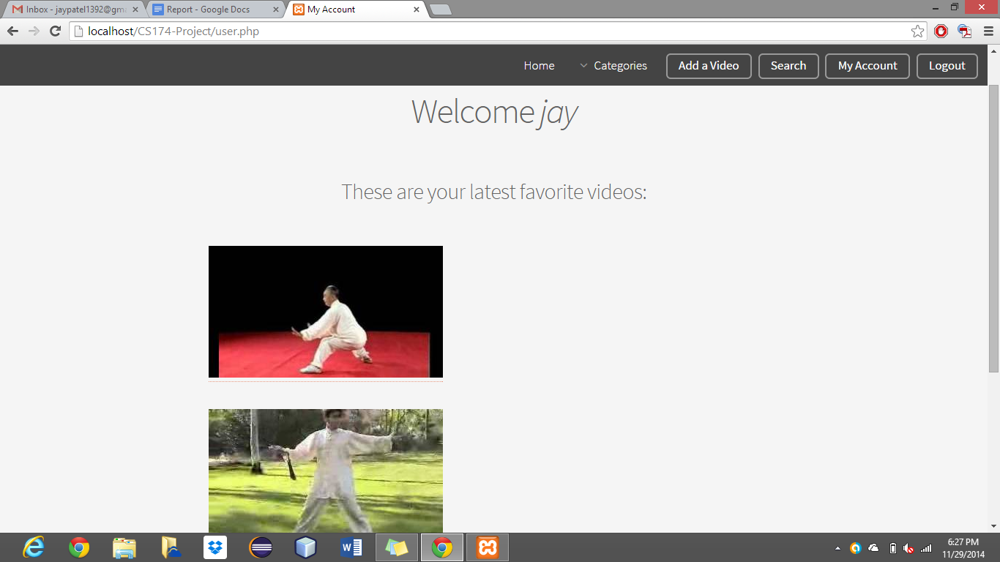 Inbox - jaypatel1392@gm
Report - Google Docs
My Account
localhost/CS174-Project/user.php
Home Categories Add a Video Search My Account Logout
Welcome jay
These are your latest favorite videos:
6:27 PM
11/29/2014